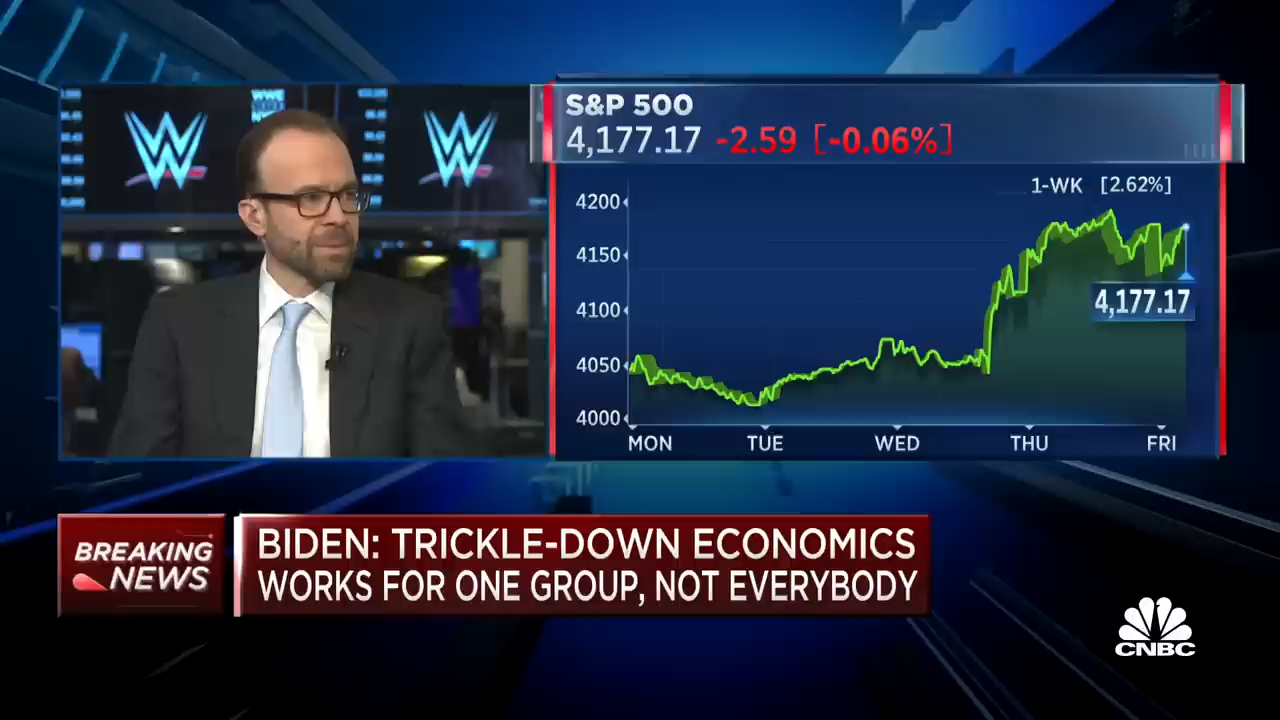 S&P 500
4,177.17 -2.59 [-0.06%]
1-WK [2.62%]
4200
4150
4100
4050
4000
4,177.17
MON TUE WED THU FRI
BREAKING
NEWS
BIDEN: TRICKLE-DOWN ECONOMICS
WORKS FOR ONE GROUP, NOT EVERYBODY
CNBC